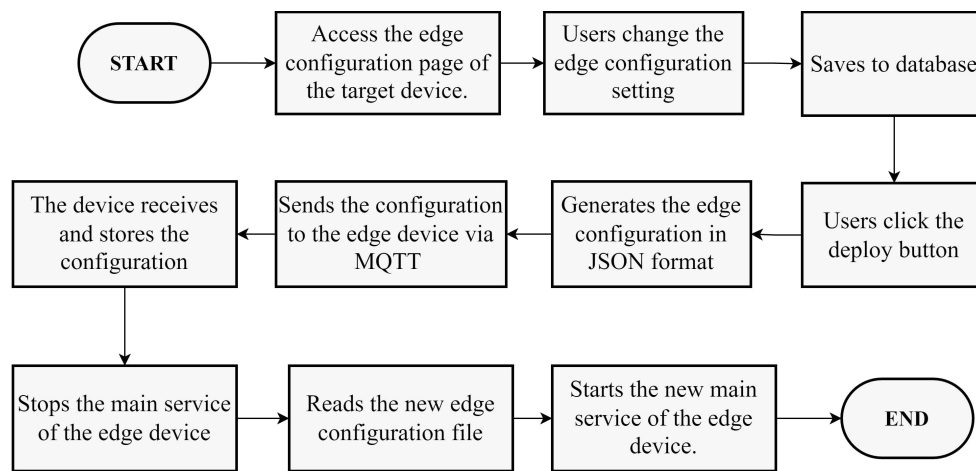 START
Access the edge
configuration page of
the target device.
Users change the
edge configuration
setting
Saves to database
Users click the
deploy button
Generates the edge
configuration in
JSON format
Sends the configuration
to the edge device via
MQTT
The device receives
and stores the
configuration
Stops the main service
of the edge device
Reads the new edge
configuration file
Starts the new main
service of the edge
device.
END